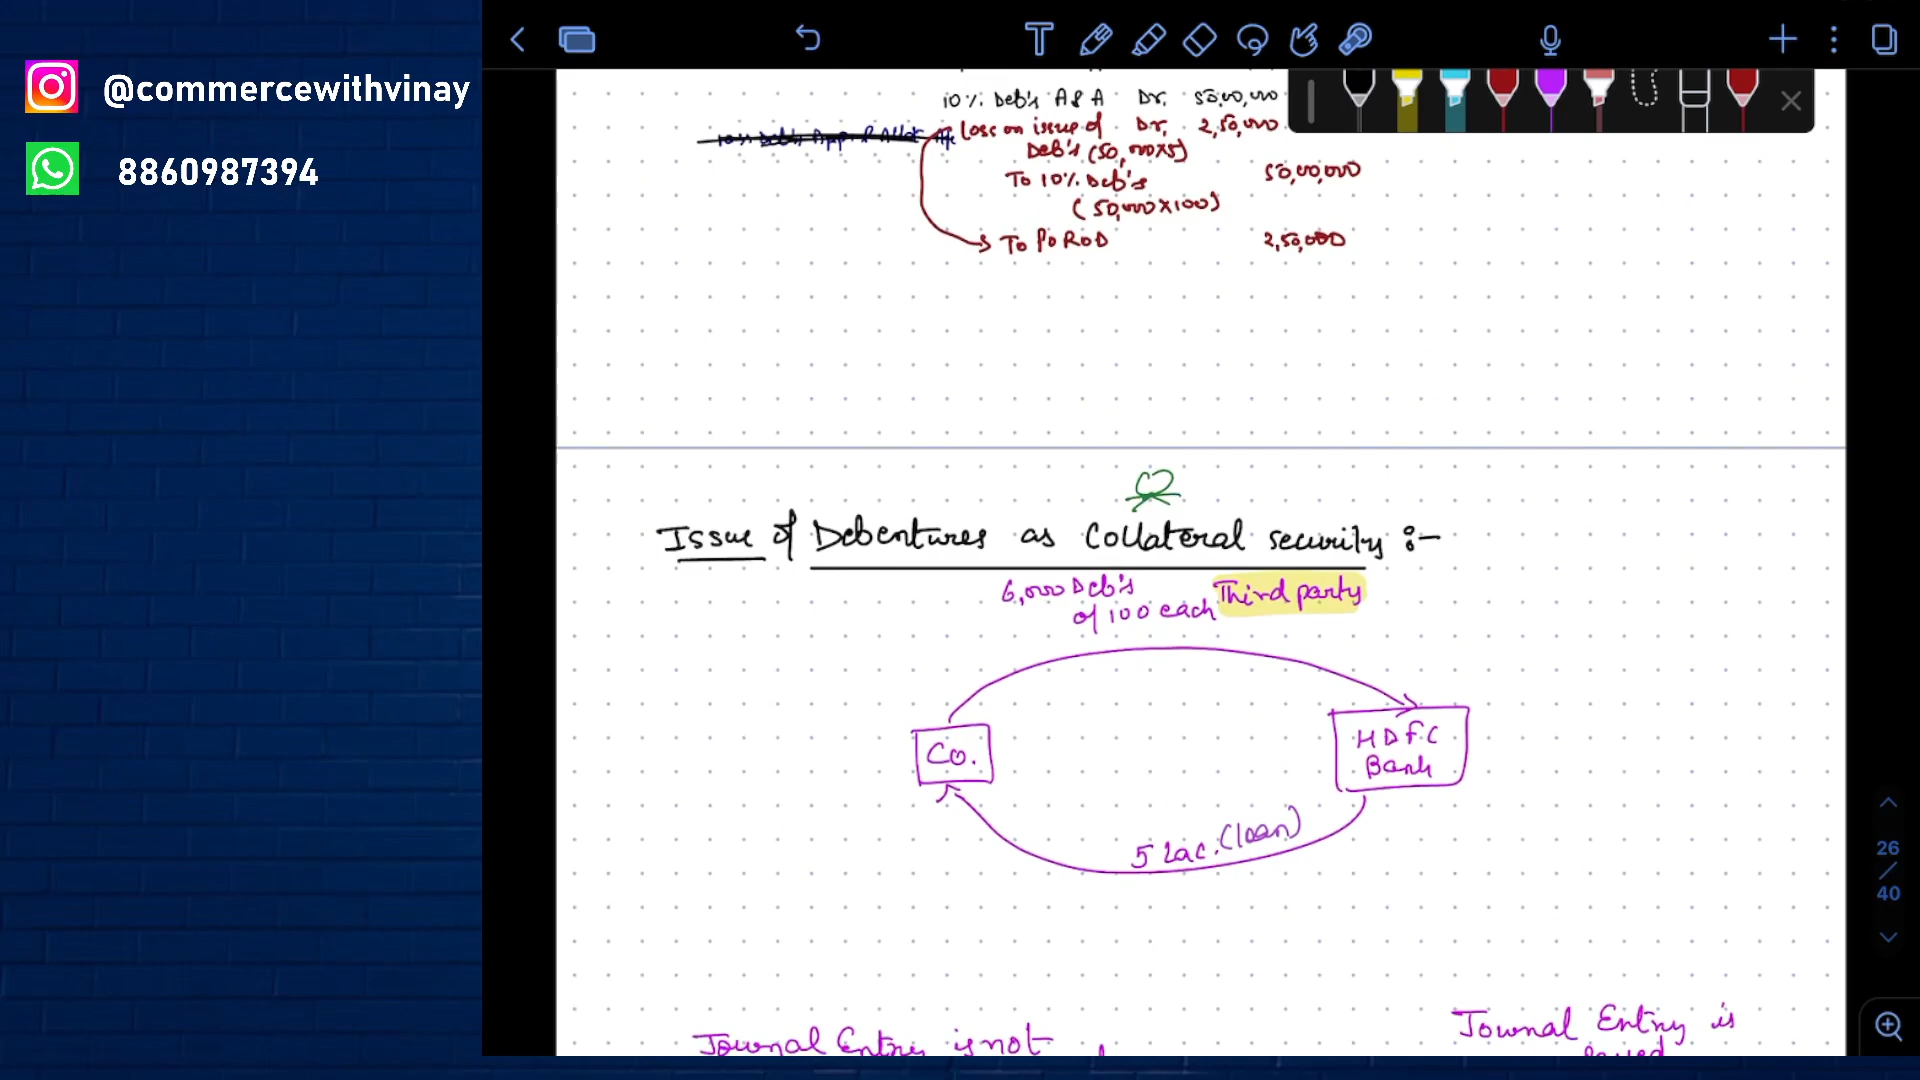 @commercewithvinay
8860987394
10% Deb's A & A Dr. 50,00,000
Loss on issue of Dr. 2,50,000
Deb's (50,000x5)
To 10% Deb's 50,00,000
(50,000x100)
To PoRoD 2,50,000
Issue of Debentures as Collateral security :-
6,000 Deb's Third party
of 100 each
Co.
HDFC
Bank
5 Lac. (loan)
Journal Entry is not
Journal Entry is
26
/
40